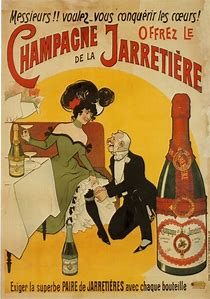 Messieurs!! voulez-vous conquérir les cœurs!
OFFREZ LE
CHAMPAGNE
DE LA
JARRETIÈRE
Exiger la superbe PAIRE de JARRETIÈRES avec chaque bouteille